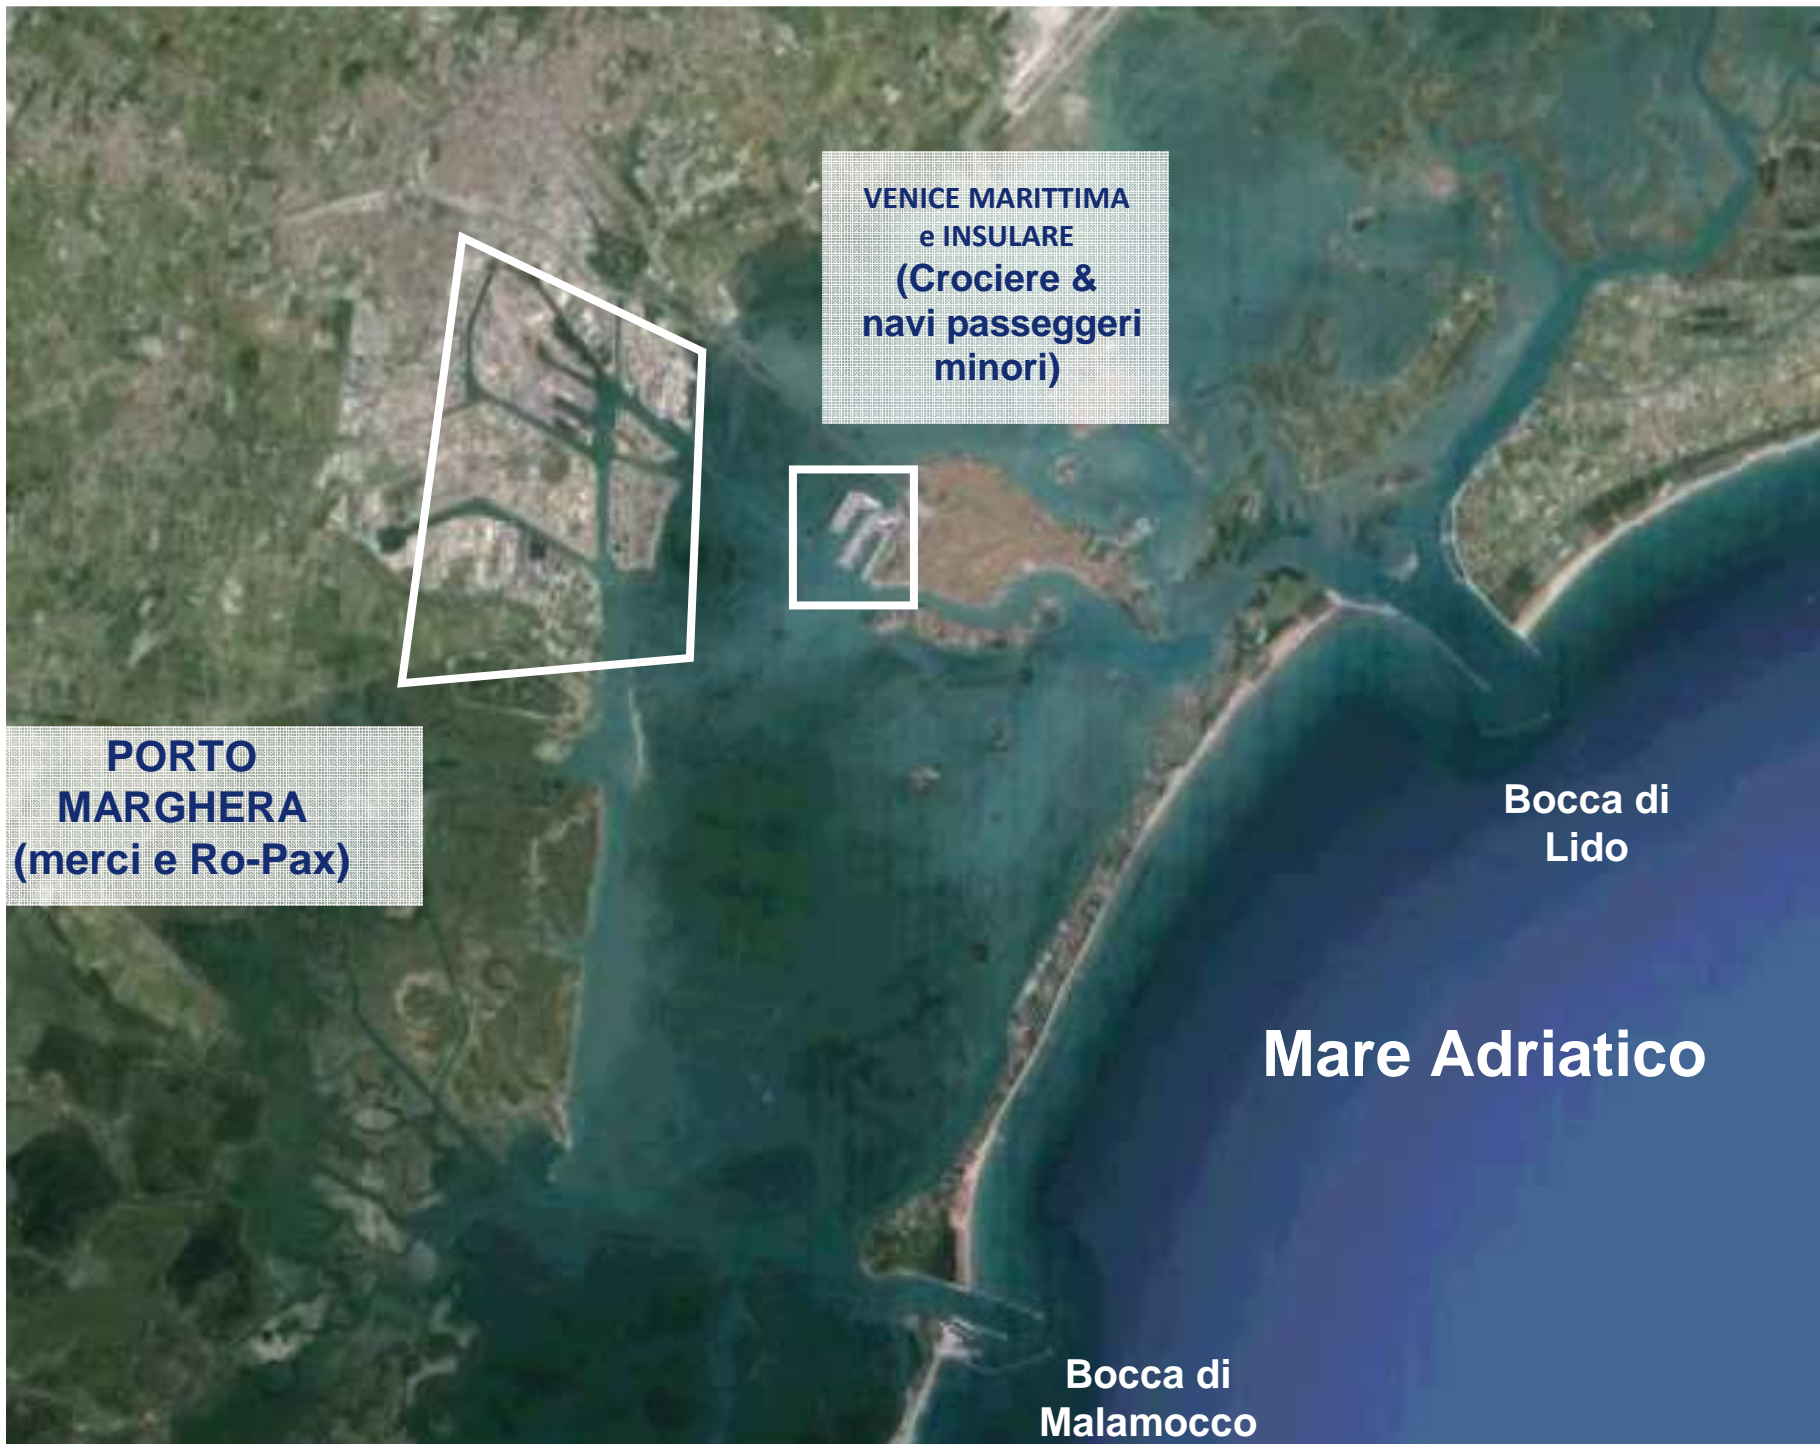 VENICE MARITTIMA
e INSULARE
(Crociere &
navi passeggeri
minori)
PORTO
MARGHERA
(merci e Ro-Pax)
Bocca di
Lido
Mare Adriatico
Bocca di
Malamocco